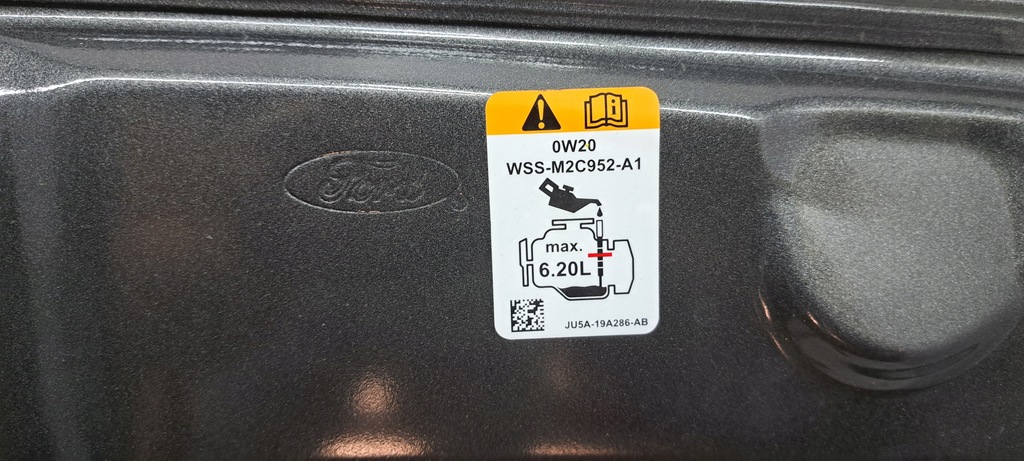 Ford
0W20
WSS-M2C952-A1
max.
6.20L
JU5A-19A286-AB